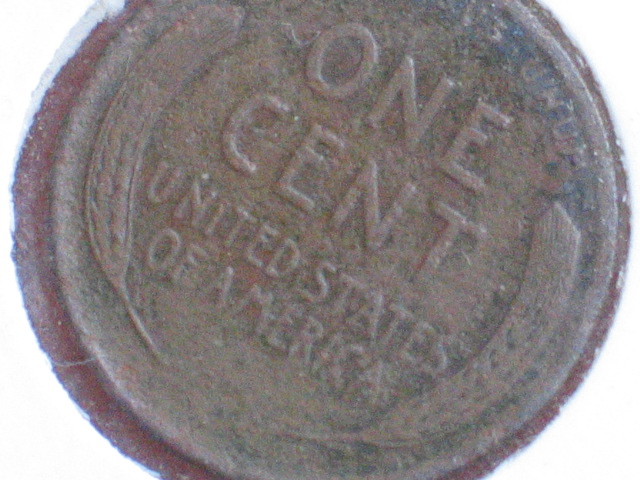 ONE
CENT
UNITED STATES
OF AMERICA